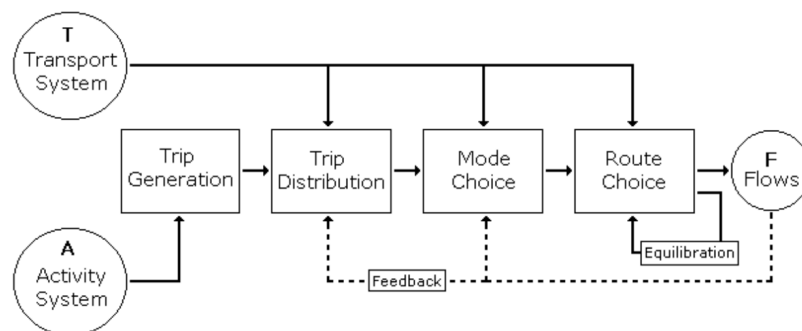 T
Transport
System
Trip
Generation
Trip
Distribution
Mode
Choice
Route
Choice
F
Flows
Equilibration
Feedback
A
Activity
System